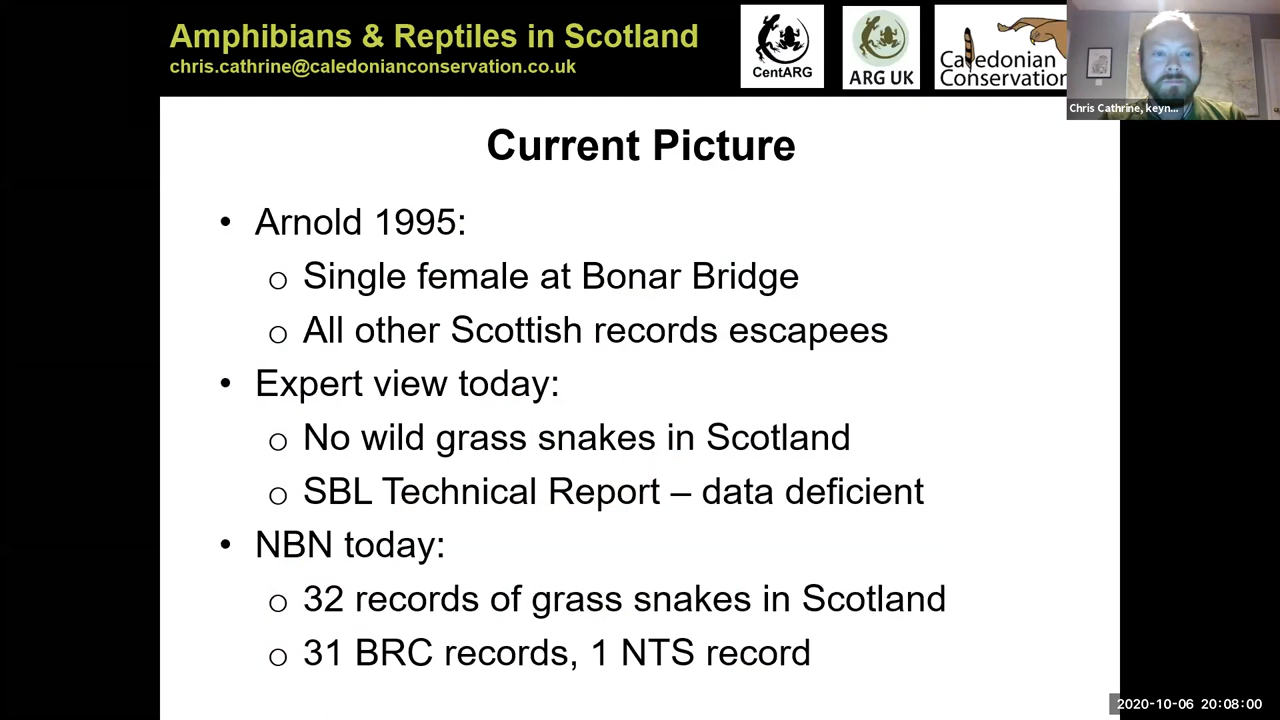 Amphibians & Reptiles in Scotland
chris.cathrine@caledonianconservation.co.uk
CentARG
ARG UK
Caledonian
Conservation
Chris Cathrine, keyn...
Current Picture
• Arnold 1995:
o Single female at Bonar Bridge
o All other Scottish records escapees
• Expert view today:
o No wild grass snakes in Scotland
o SBL Technical Report – data deficient
• NBN today:
o 32 records of grass snakes in Scotland
o 31 BRC records, 1 NTS record
2020-10-06 20:08:00